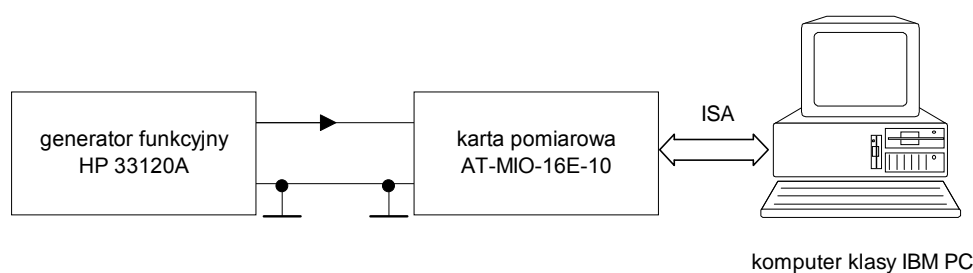 generator funkcyjny
HP 33120A
karta pomiarowa
AT-MIO-16E-10
ISA
komputer klasy IBM PC